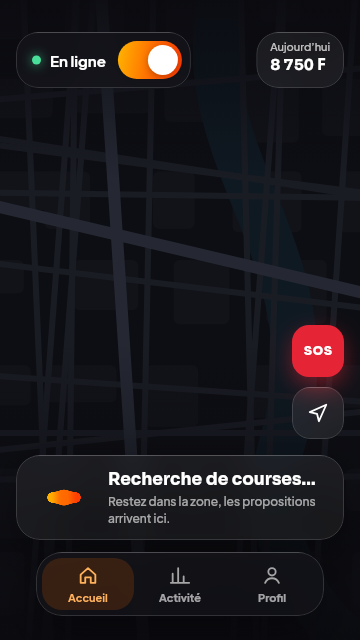 En ligne
Aujourd'hui
8 750 F
SOS
Recherche de courses...
Restez dans la zone, les propositions
arrivent ici.
Accueil
Activité
Profil